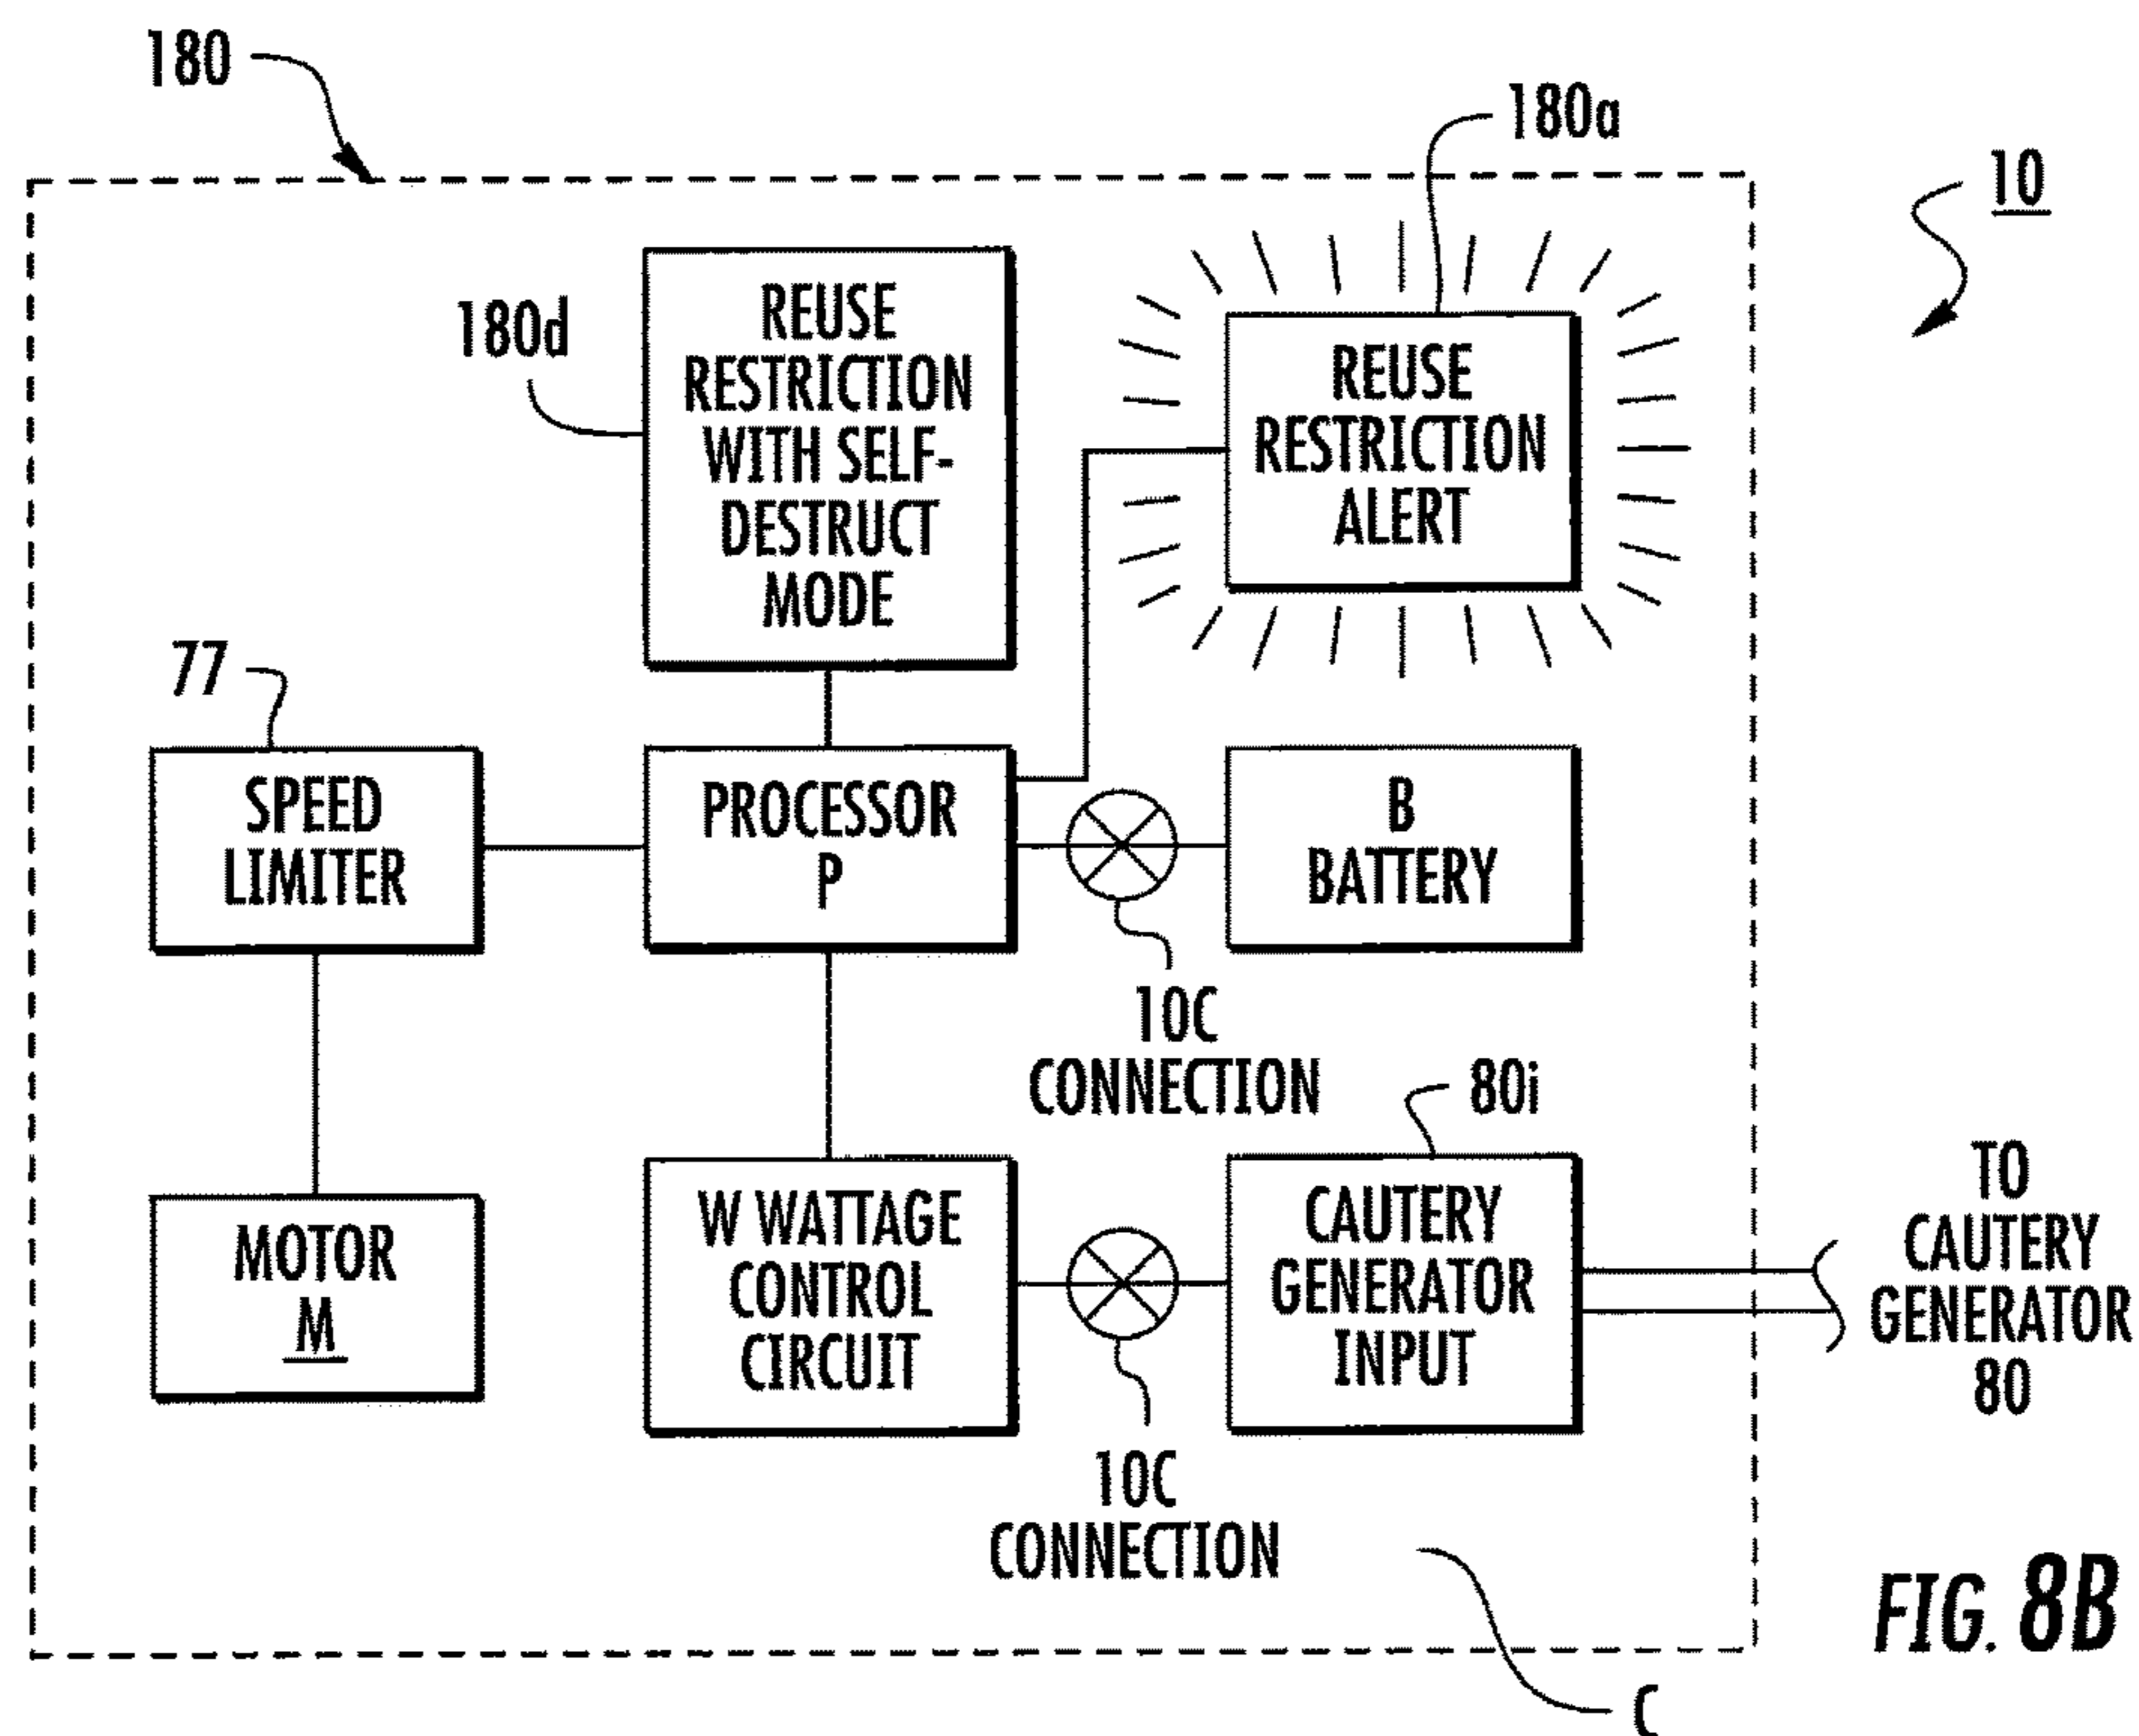 180
180a
10
180d
REUSE
RESTRICTION
WITH SELF-
DESTRUCT
MODE
REUSE
RESTRICTION
ALERT
77
SPEED
LIMITER
PROCESSOR
P
B
BATTERY
10C
CONNECTION
80i
MOTOR
M
W WATTAGE
CONTROL
CIRCUIT
CAUTERY
GENERATOR
INPUT
TO
CAUTERY
GENERATOR
80
10C
CONNECTION
FIG. 8B
C